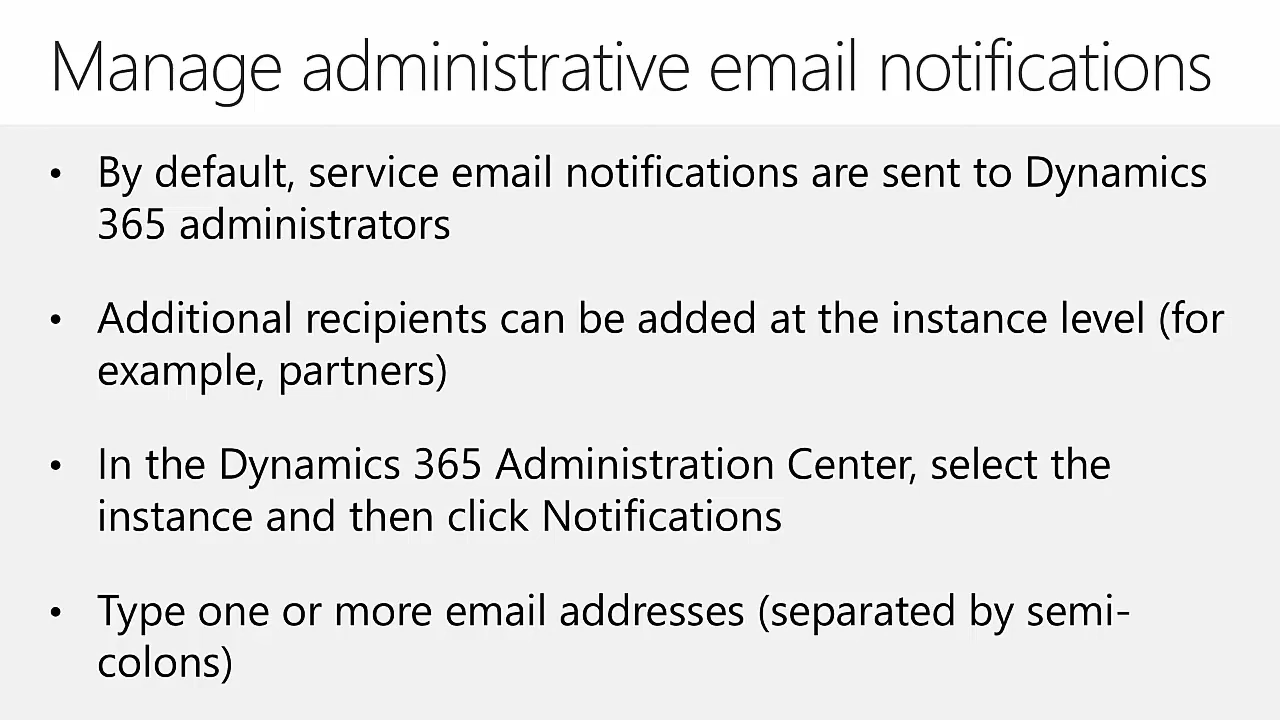 Manage administrative email notifications
• By default, service email notifications are sent to Dynamics
365 administrators
• Additional recipients can be added at the instance level (for
example, partners)
• In the Dynamics 365 Administration Center, select the
instance and then click Notifications
• Type one or more email addresses (separated by semi-
colons)